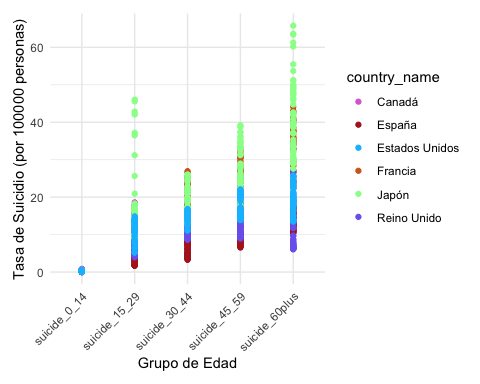 Tasa de Suicidio (por 100000 personas)
60
40
20
0
suicide_0_14
suicide_15_29
suicide_30_44
suicide_45_59
suicide_60plus
Grupo de Edad
country_name
Canadá
España
Estados Unidos
Francia
Japón
Reino Unido